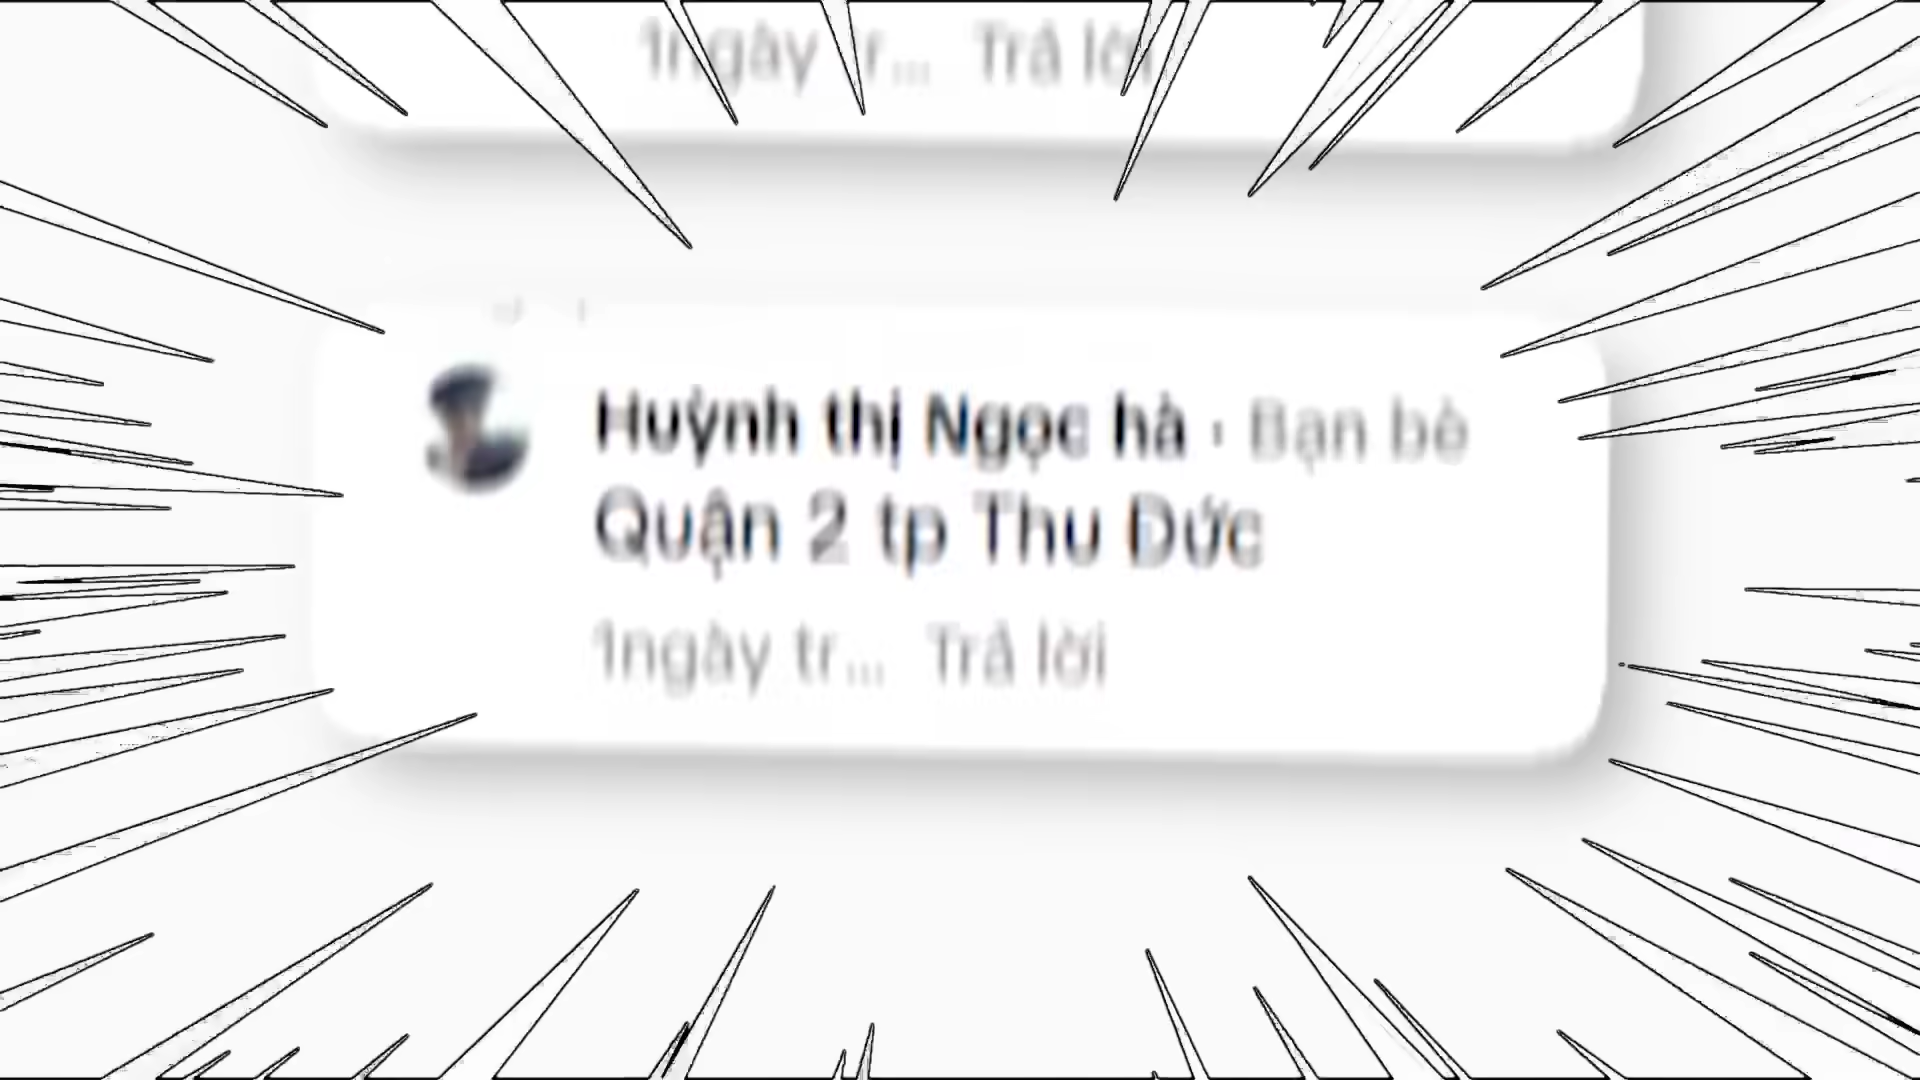 1ngày tr... Trả lời
Huỳnh thị Ngọc hà · Bạn bè
Quận 2 tp Thu Đức
1ngày tr... Trả lời